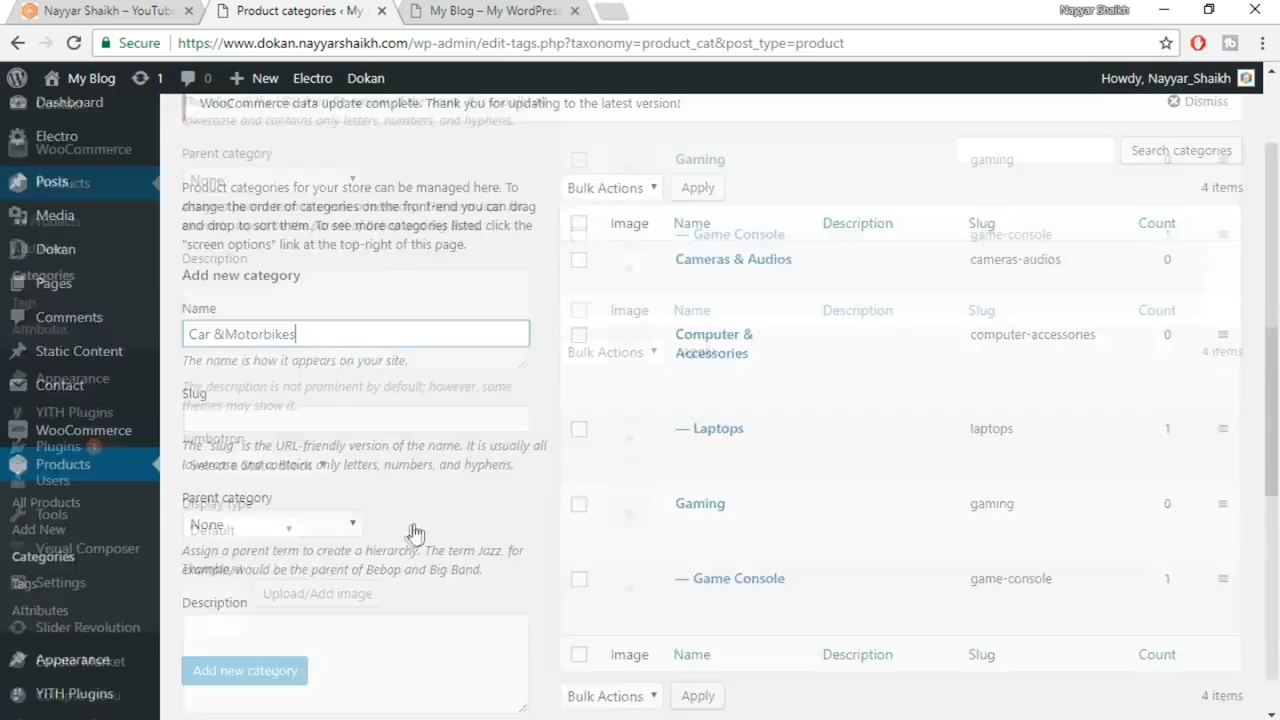 Nayyar Shaikh – YouTube
Product categories ‹ My
My Blog – My WordPress
Nayyar Shaikh
Secure
https://www.dokan.nayyarshaikh.com/wp-admin/edit-tags.php?taxonomy=product_cat&post_type=product
My Blog
1
0
New
Electro
Dokan
Howdy, Nayyar_Shaikh
Dashboard
Electro
WooCommerce
Posts
Products
Media
Dokan
Categories
Pages
Tags
Comments
Attributes
Static Content
Appearance
Contact
YITH Plugins
WooCommerce
Plugins
Products
Users
All Products
Tools
Add New
Visual Composer
Categories
Tags
Settings
Attributes
Slider Revolution
Appearance
YITH Plugins
WooCommerce data update complete. Thank you for updating to the latest version!
Dismiss
lowercase and contains only letters, numbers, and hyphens.
Parent category
None
Product categories for your store can be managed here. To
change the order of categories on the front-end you can drag
and drop to sort them. To see more categories listed click the
"screen options" link at the top-right of this page.
Description
Add new category
Name
Car &Motorbikes
The name is how it appears on your site.
The description is not prominent by default; however, some
themes may show it.
Slug
Jumbotron
The "slug" is the URL-friendly version of the name. It is usually all
lowercase and contains only letters, numbers, and hyphens.
Parent category
Display type
None
Default
Assign a parent term to create a hierarchy. The term Jazz, for
example, would be the parent of Bebop and Big Band.
Upload/Add image
Description
Add new category
Search categories
Gaming
gaming
0
Bulk Actions
Apply
4 items
Image
Name
Description
Slug
Count
— Game Console
game-console
1
Cameras & Audios
cameras-audios
0
Name
Description
Slug
Count
Computer &
Accessories
computer-accessories
0
Bulk Actions
4 items
— Laptops
laptops
1
Gaming
gaming
0
— Game Console
game-console
1
Image
Name
Description
Slug
Count
Bulk Actions
Apply
4 items